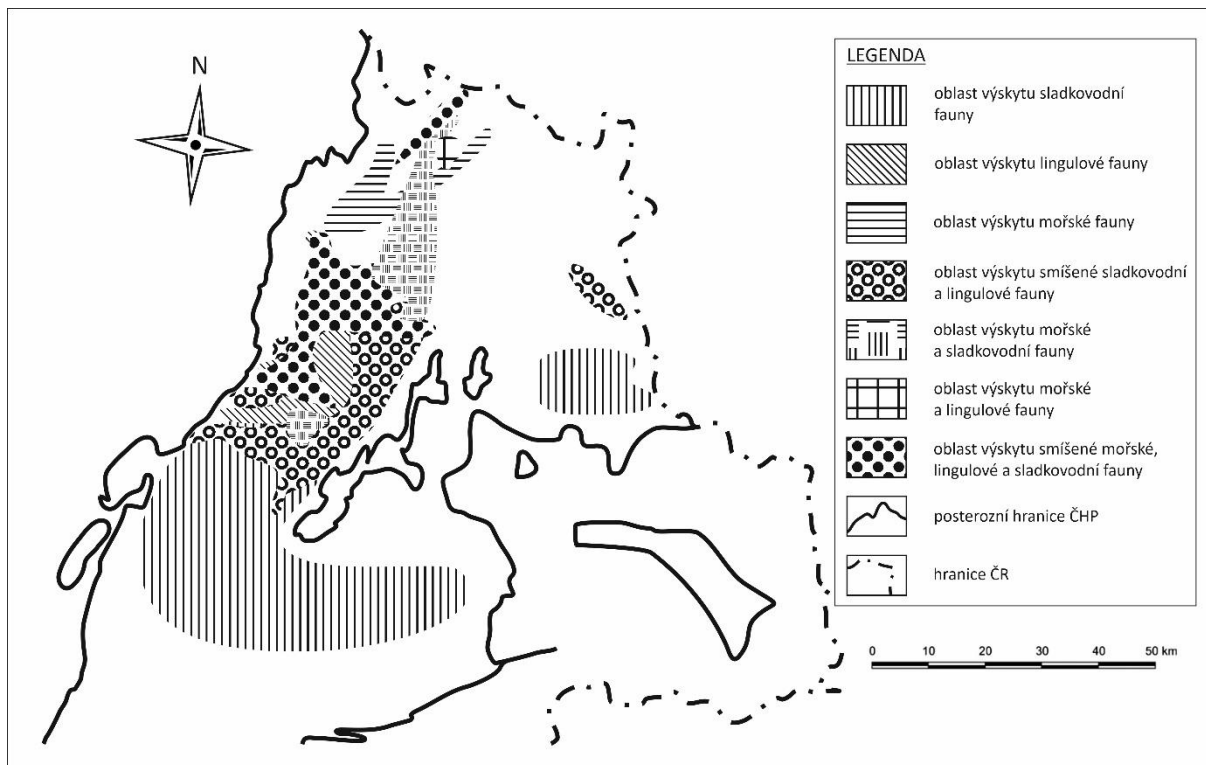 N
LEGENDA
oblast výskytu sladkovodní
fauny
oblast výskytu lingulové fauny
oblast výskytu mořské fauny
oblast výskytu smíšené sladkovodní
a lingulové fauny
oblast výskytu mořské
a sladkovodní fauny
oblast výskytu mořské
a lingulové fauny
oblast výskytu smíšené mořské,
lingulové a sladkovodní fauny
posterozní hranice ČHP
hranice ČR
0 10 20 30 40 50 km